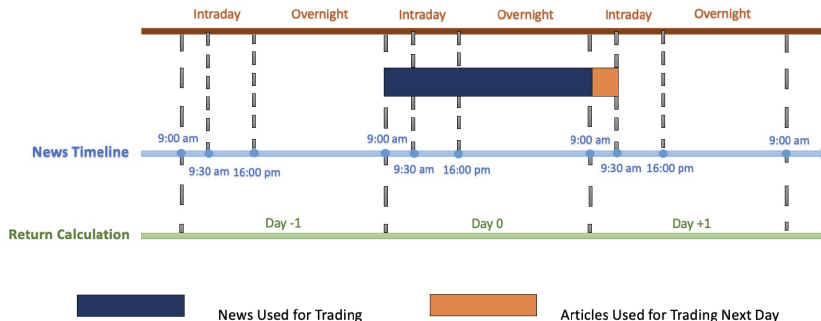 Intraday Overnight Intraday Overnight Intraday Overnight
9:00 am 9:00 am 9:00 am 9:00 am
News Timeline
9:30 am 16:00 pm 9:30 am 16:00 pm 9:30 am 16:00 pm
Day -1 Day 0 Day +1
Return Calculation
News Used for Trading Articles Used for Trading Next Day